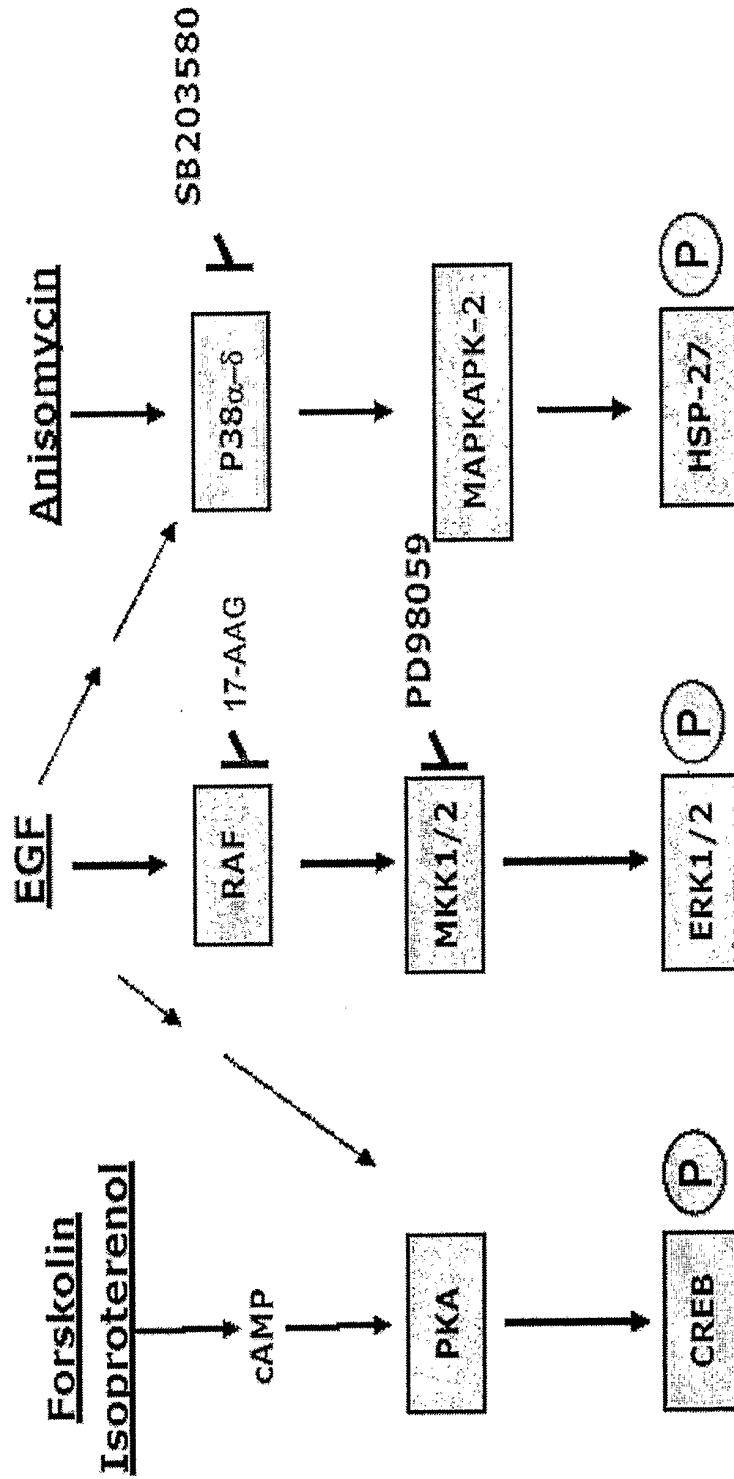 Forskolin
Isoproterenol
cAMP
PKA
CREB
P
EGF
RAF
17-AAG
MKK1/2
PD98059
ERK1/2
P
Anisomycin
P38α-δ
SB203580
MAPKAPK-2
HSP-27
P